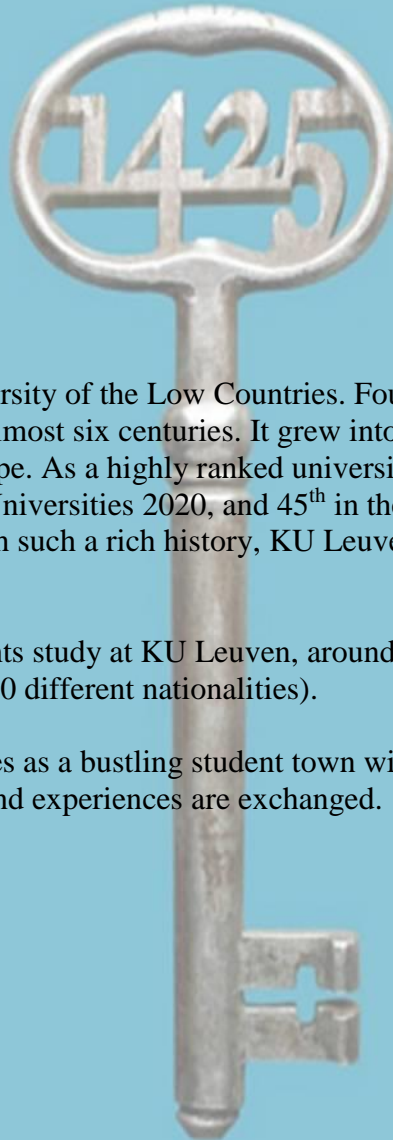 1425
rsity of the Low Countries. Fou
lmost six centuries. It grew into
pe. As a highly ranked universi
Universities 2020, and 45th in the
n such a rich history, KU Leuve
nts study at KU Leuven, around
0 different nationalities).
es as a bustling student town wi
nd experiences are exchanged.